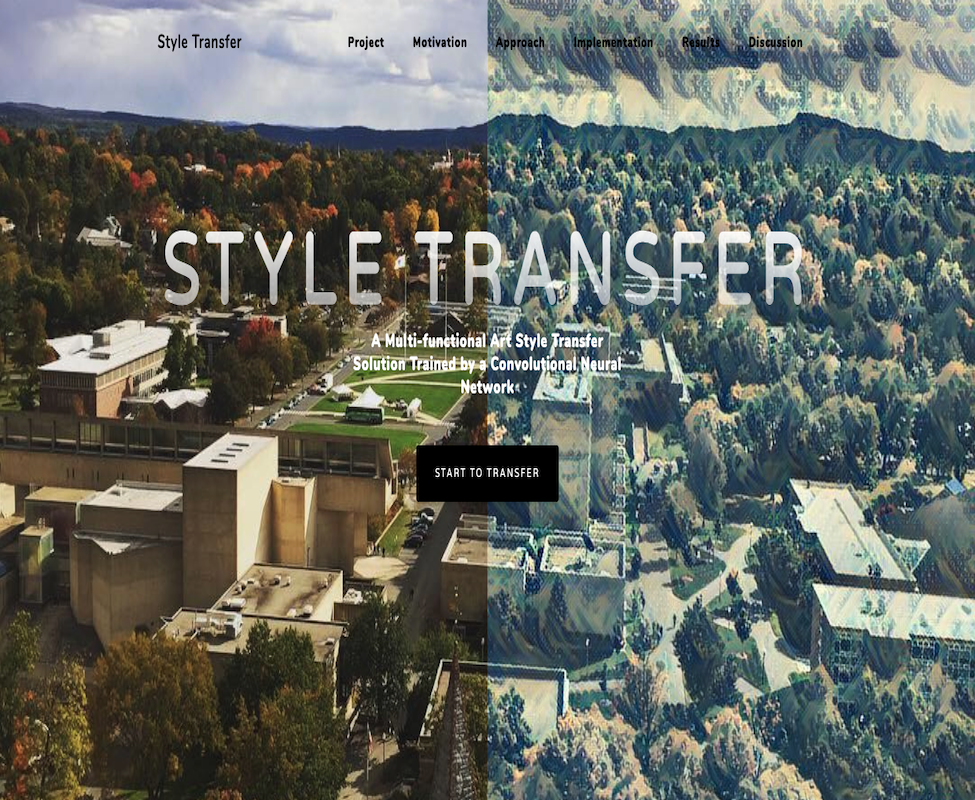 Style Transfer
Project Motivation Approach Implementation Results Discussion
STYLE TRANSFER
A Multi-functional Art Style Transfer
Solution Trained by a Convolutional Neural
Network
START TO TRANSFER